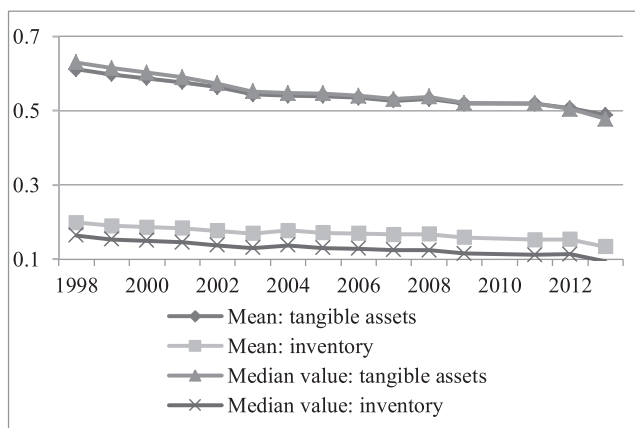 0.7
0.5
0.3
0.1
1998 2000 2002 2004 2006 2008 2010 2012
Mean: tangible assets
Mean: inventory
Median value: tangible assets
Median value: inventory